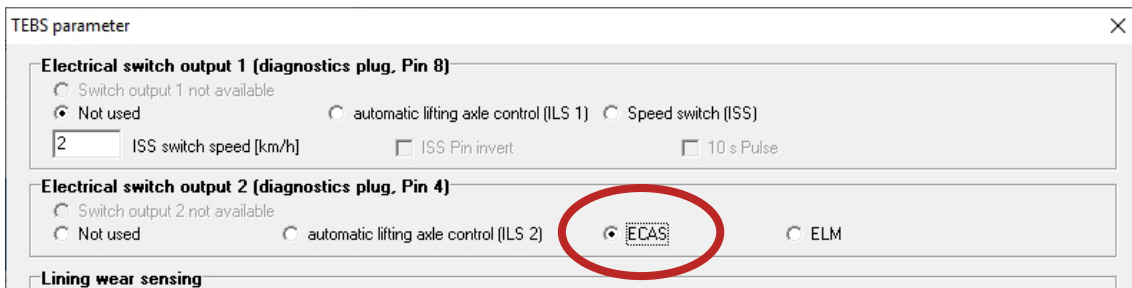 TEBS parameter
Electrical switch output 1 (diagnostics plug, Pin 8)
Switch output 1 not available
Not used automatic lifting axle control (ILS 1) Speed switch (ISS)
2 ISS switch speed [km/h] ISS Pin invert 10 s Pulse
Electrical switch output 2 (diagnostics plug, Pin 4)
Switch output 2 not available
Not used automatic lifting axle control (ILS 2) ECAS ELM
Lining wear sensing